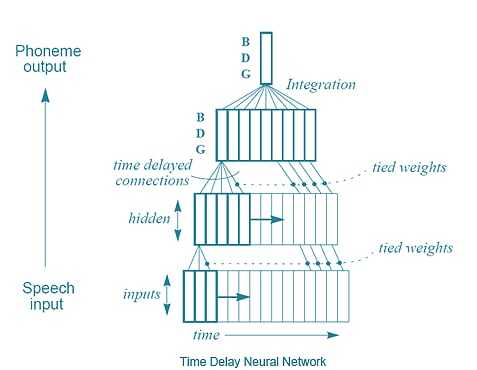 Phoneme
output
B
D
G
Integration
B
D
G
time delayed
connections
tied weights
hidden
tied weights
Speech
input
inputs
time
Time Delay Neural Network